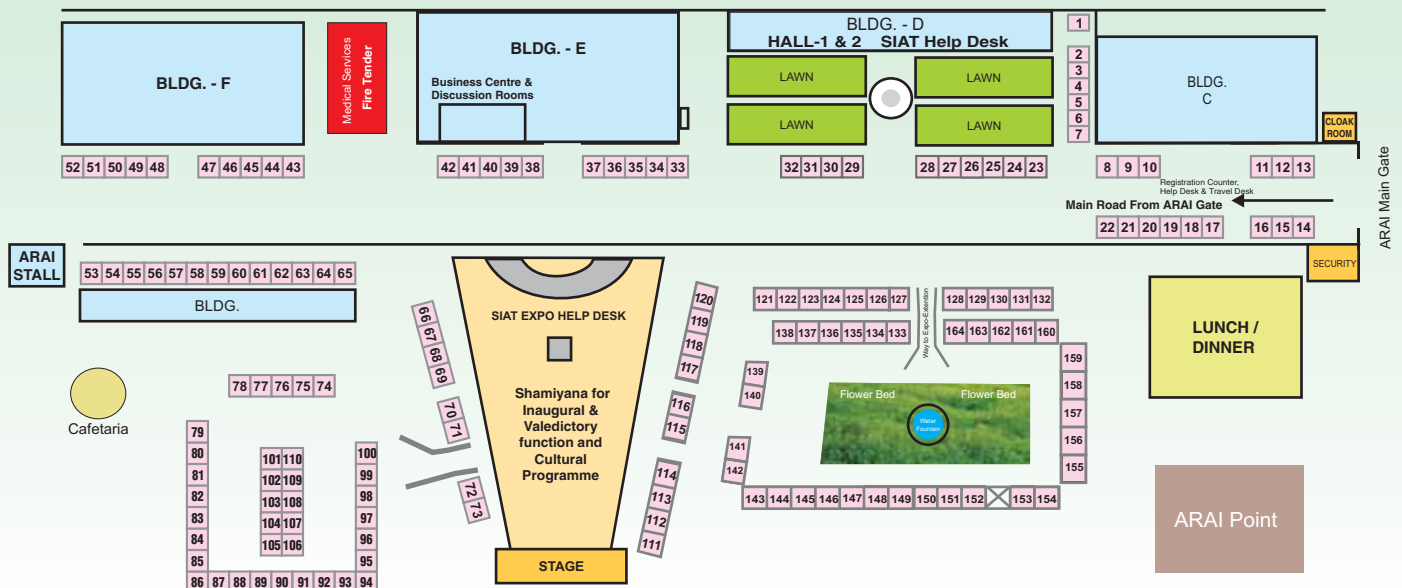 BLDG. - F
Medical Services
Fire Tender
BLDG. - E
Business Centre &
Discussion Rooms
BLDG. - D
HALL-1 & 2 SIAT Help Desk
LAWN
LAWN
LAWN
LAWN
1
2
3
4
5
6
7
BLDG.
C
CLOAK
ROOM
52 51 50 49 48
47 46 45 44 43
42 41 40 39 38
37 36 35 34 33
32 31 30 29
28 27 26 25 24 23
8 9 10
11 12 13
Registration Counter,
Help Desk & Travel Desk
Main Road From ARAI Gate
ARAI Main Gate
22 21 20 19 18 17
16 15 14
ARAI
STALL
53 54 55 56 57 58 59 60 61 62 63 64 65
BLDG.
SECURITY
LUNCH /
DINNER
ARAI Point
SIAT EXPO HELP DESK
Shamiyana for
Inaugural &
Valedictory
function and
Cultural
Programme
STAGE
66
67
68
69
70
71
72
73
78 77 76 75 74
Cafetaria
79
80
81
82
83
84
85
86 87 88 89 90 91 92 93 94
101 110
102 109
103 108
104 107
105 106
100
99
98
97
96
95
120
119
118
117
116
115
114
113
112
111
121 122 123 124 125 126 127
128 129 130 131 132
138 137 136 135 134 133
164 163 162 161 160
Way to Expo-Extention
139
140
141
142
Flower Bed
Flower Bed
Water
Fountain
159
158
157
156
155
143 144 145 146 147 148 149 150 151 152 153 154